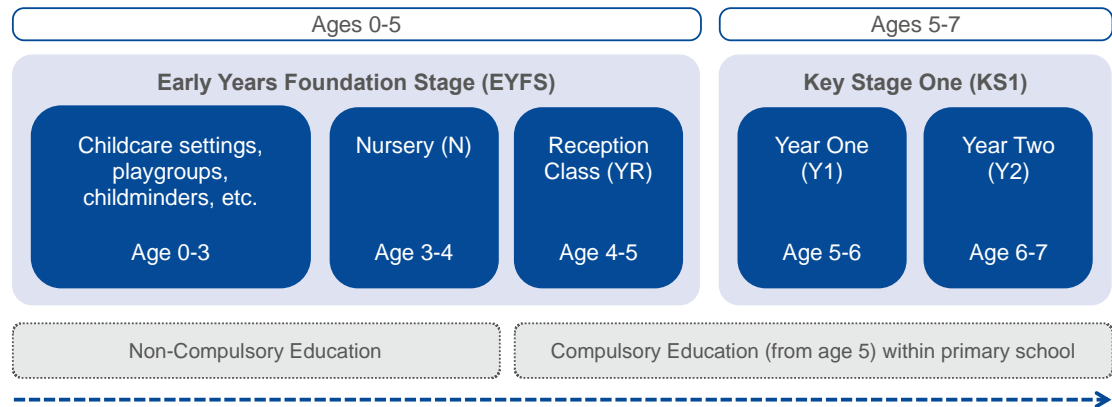 Ages 0-5
Ages 5-7
Early Years Foundation Stage (EYFS)
Key Stage One (KS1)
Childcare settings,
playgroups,
childminders, etc.
Age 0-3
Nursery (N)
Age 3-4
Reception
Class (YR)
Age 4-5
Year One
(Y1)
Age 5-6
Year Two
(Y2)
Age 6-7
Non-Compulsory Education
Compulsory Education (from age 5) within primary school